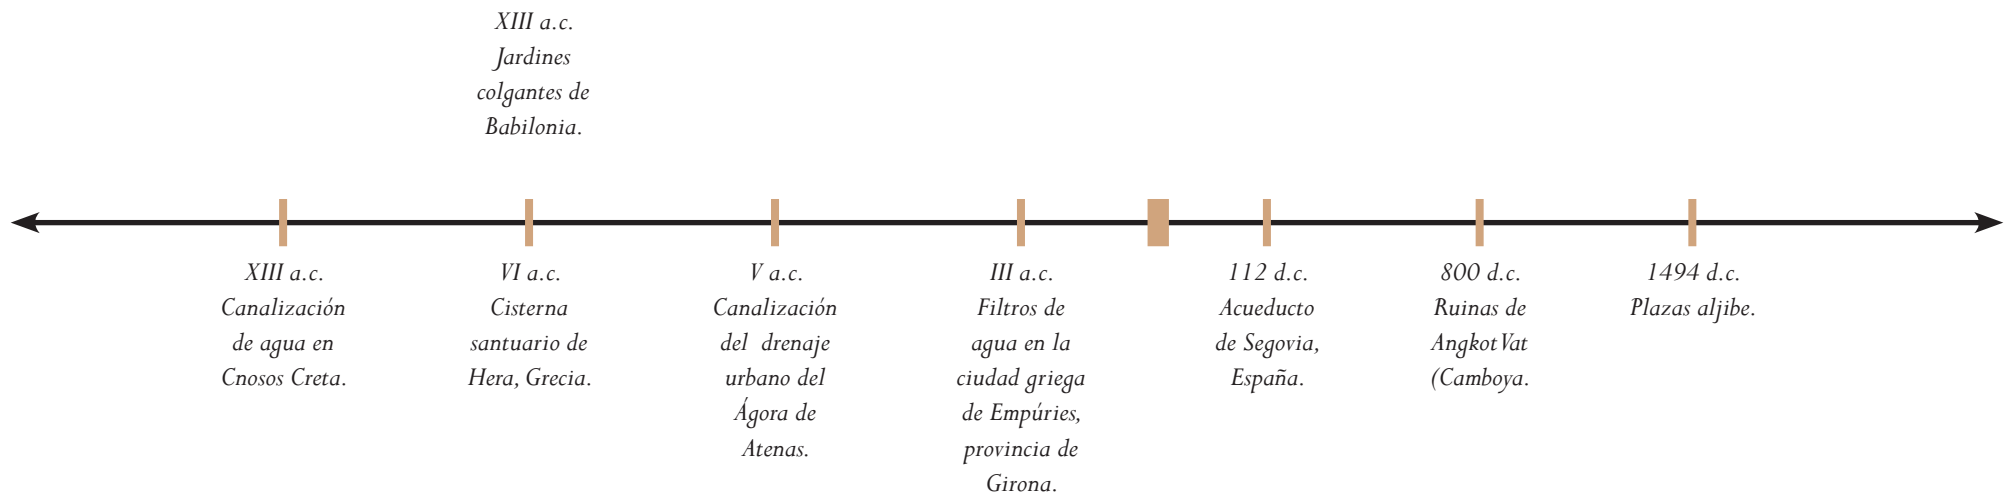 XIII a.c.
Jardines
colgantes de
Babilonia.
XIII a.c.
Canalización
de agua en
Cnosos Creta.
VI a.c.
Cisterna
santuario de
Hera, Grecia.
V a.c.
Canalización
del drenaje
urbano del
Ágora de
Atenas.
III a.c.
Filtros de
agua en la
ciudad griega
de Empúries,
provincia de
Girona.
112 d.c.
Acueducto
de Segovia,
España.
800 d.c.
Ruinas de
Angkot Vat
(Camboya.
1494 d.c.
Plazas aljibe.